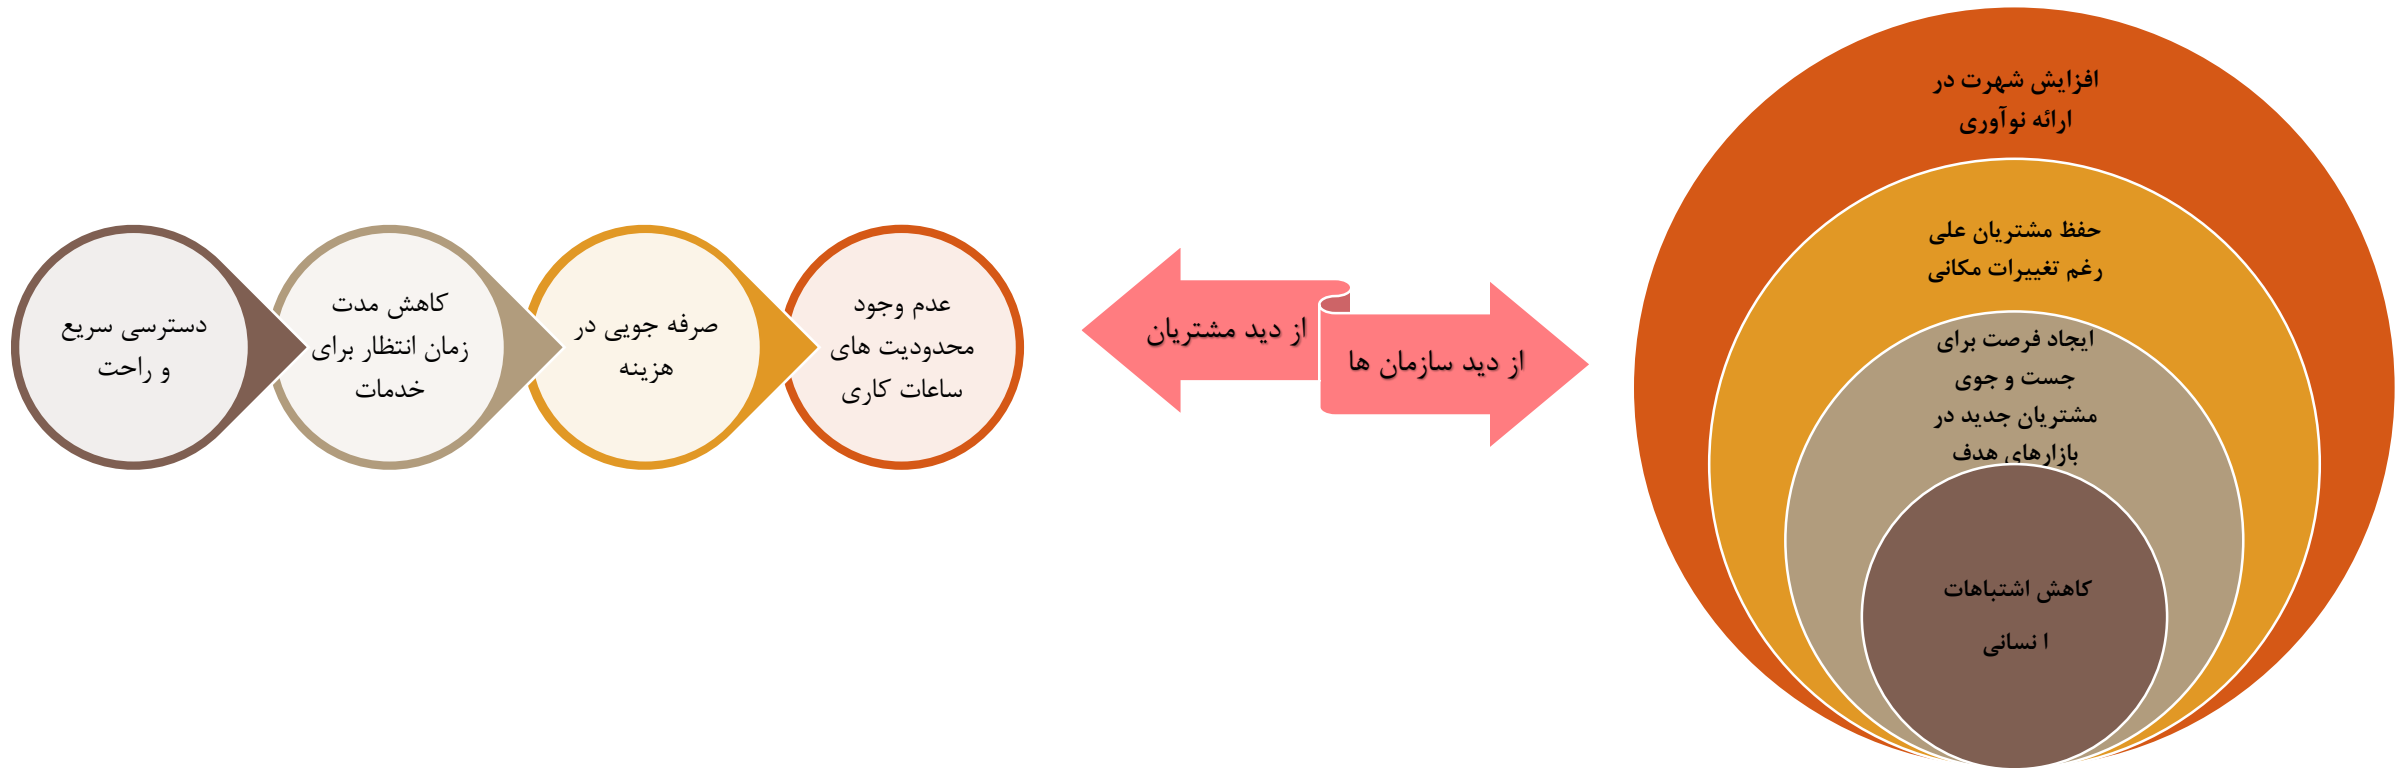 افزایش شهرت در
ارائه نوآوری
حفظ مشتریان علی
رغم تغییرات مکانی
ایجاد فرصت برای
جست و جوی
مشتریان جدید در
بازارهای هدف
کاهش اشتباهات
ا نسانی
از دید سازمان ها
از دید مشتریان
عدم وجود
محدودیت های
ساعات کاری
صرفه جویی در
هزینه
کاهش مدت
زمان انتظار برای
خدمات
دسترسی سریع
و راحت